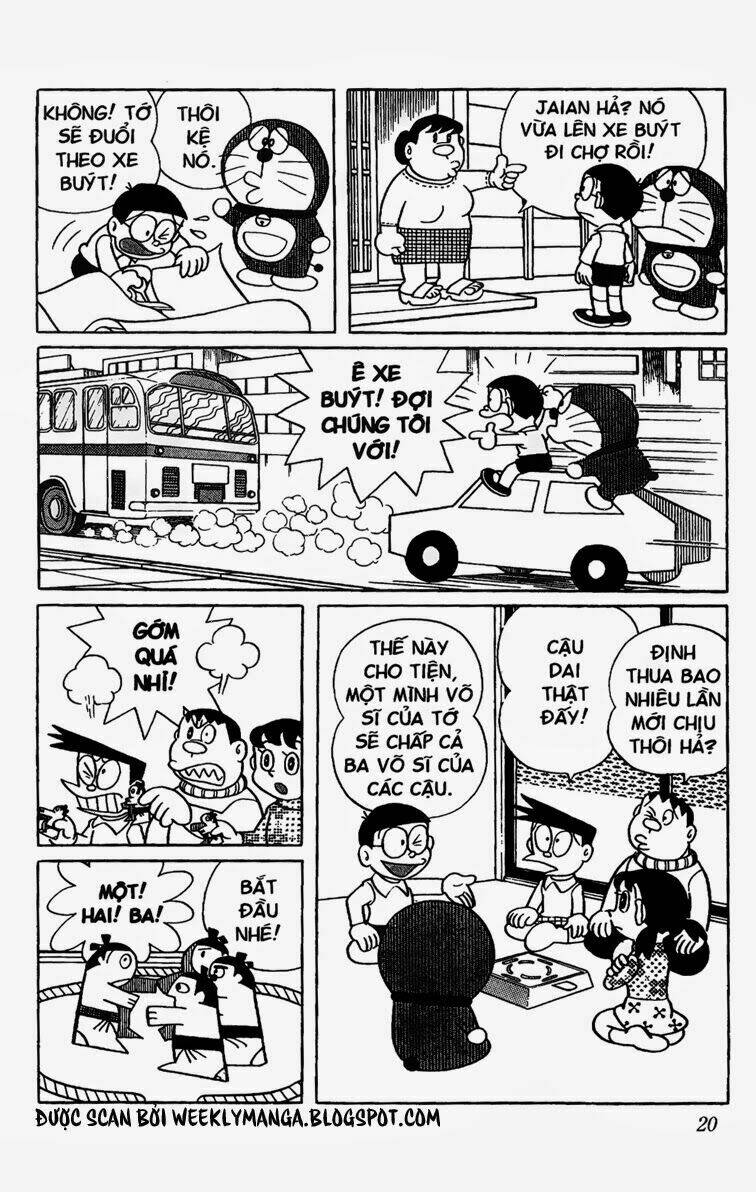 JAIAN HẢ? NÓ
VỪA LÊN XE BUÝT
ĐI CHỢ RỒI!
THÔI
KỆ
NÓ.
KHÔNG! TỚ
SẼ ĐUỔI
THEO XE
BUÝT!
Ê XE
BUÝT! ĐỢI
CHÚNG TÔI
VỚI!
ĐỊNH
THUA BAO
NHIÊU LẦN
MỚI CHỊU
THÔI HẢ?
CẬU
DAI
THẬT
ĐẤY!
THẾ NÀY
CHO TIỆN,
MỘT MÌNH VÕ
SĨ CỦA TỚ
SẼ CHẤP CẢ
BA VÕ SĨ CỦA
CÁC CẬU.
GỚM
QUÁ
NHỈ!
BẮT
ĐẦU
NHÉ!
MỘT!
HAI! BA!
ĐƯỢC SCAN BỞI WEEKLYMANGA.BLOGSPOT.COM
20